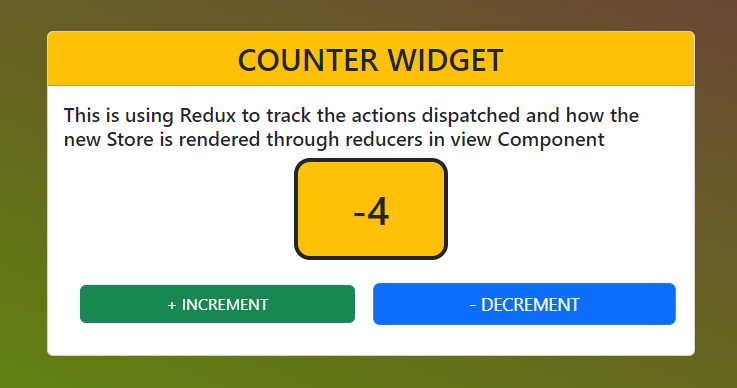 COUNTER WIDGET
This is using Redux to track the actions dispatched and how the
new Store is rendered through reducers in view Component
-4
+ INCREMENT
- DECREMENT